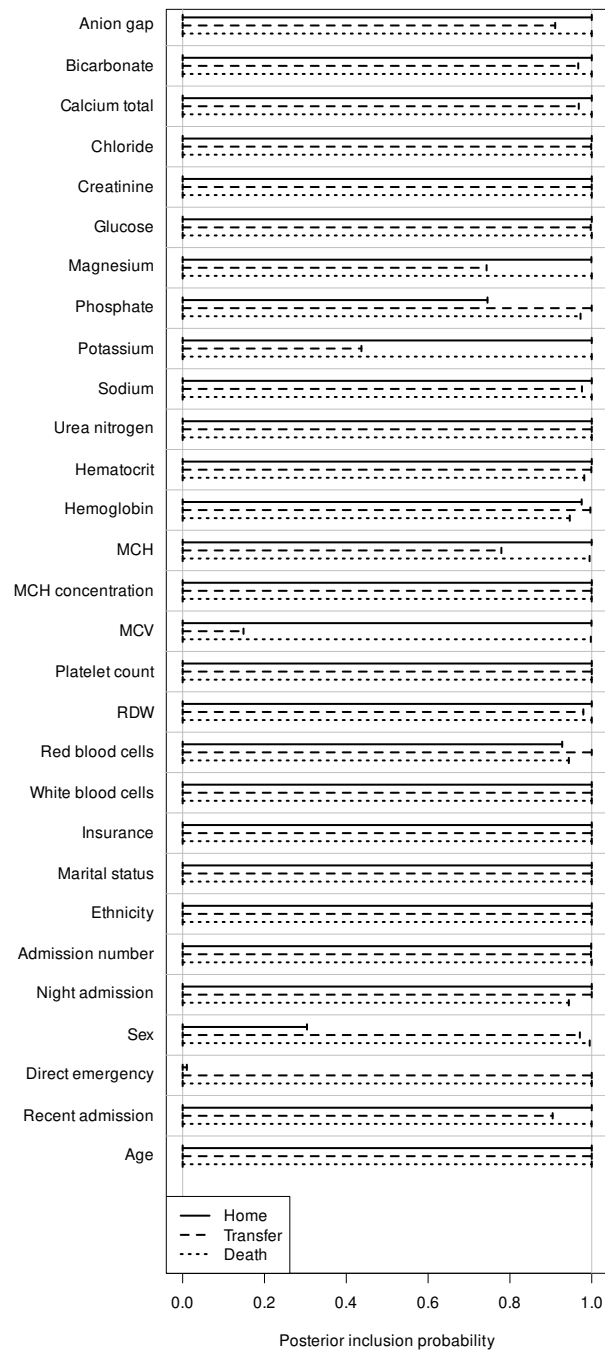 Anion gap
Bicarbonate
Calcium total
Chloride
Creatinine
Glucose
Magnesium
Phosphate
Potassium
Sodium
Urea nitrogen
Hematocrit
Hemoglobin
MCH
MCH concentration
MCV
Platelet count
RDW
Red blood cells
White blood cells
Insurance
Marital status
Ethnicity
Admission number
Night admission
Sex
Direct emergency
Recent admission
Age
Home
Transfer
Death
0.0 0.2 0.4 0.6 0.8 1.0
Posterior inclusion probability